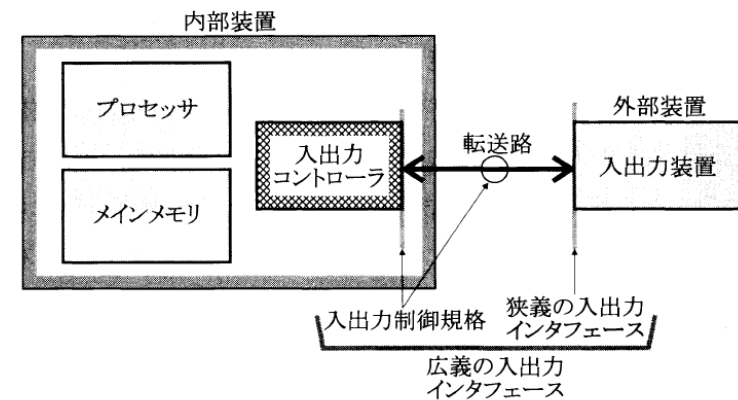 内部装置
プロセッサ
メインメモリ
入出力
コントローラ
転送路
外部装置
入出力装置
入出力制御規格
狭義の入出力
インタフェース
広義の入出力
インタフェース